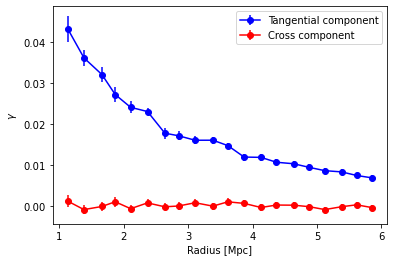 Tangential component
Cross component
0.04
0.03
0.02
0.01
0.00
γ
1
2
3
4
5
6
Radius [Mpc]